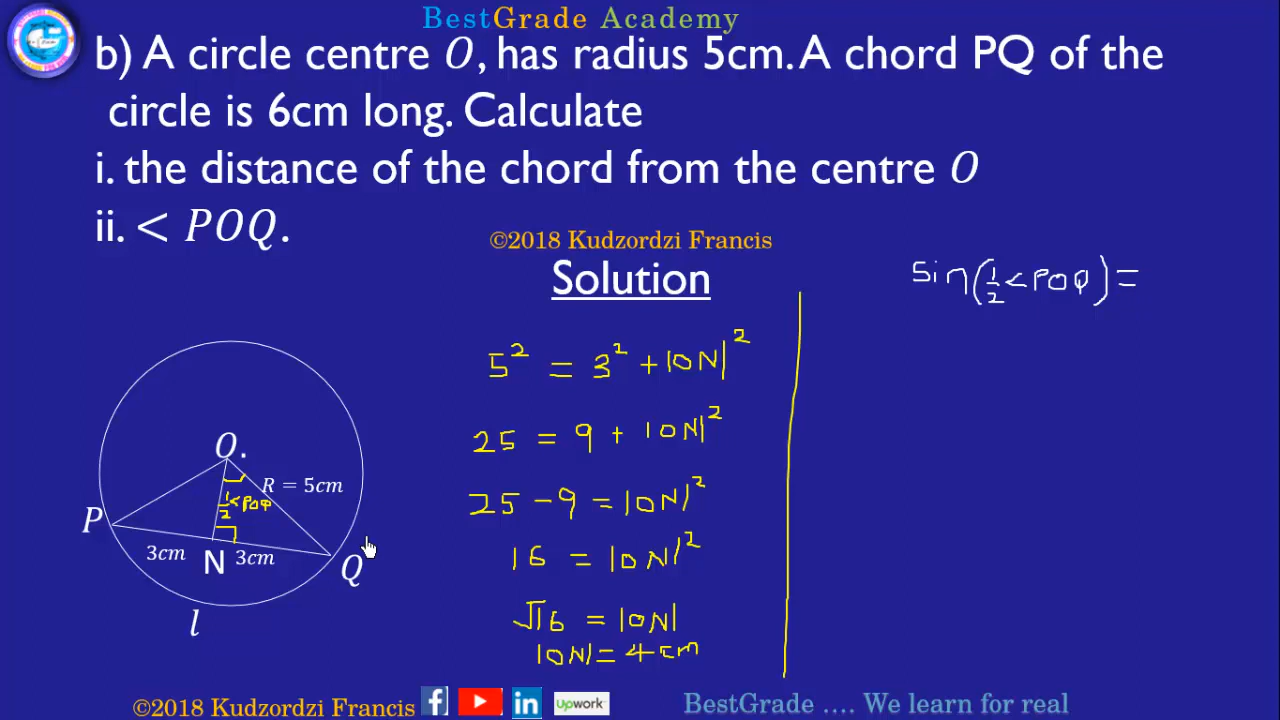 BestGrade Academy
b) A circle centre O, has radius 5cm. A chord PQ of the
circle is 6cm long. Calculate
i. the distance of the chord from the centre O
ii. < POQ.
©2018 Kudzordzi Francis
Solution
Sin(½<POQ)=
5² = 3² + |ON|²
25 = 9 + |ON|²
25 - 9 = |ON|²
16 = |ON|²
√16 = |ON|
|ON| = 4cm
O.
R = 5cm
½<POQ
P
3cm
N
3cm
Q
l
©2018 Kudzordzi Francis
f
in
upwork
BestGrade .... We learn for real